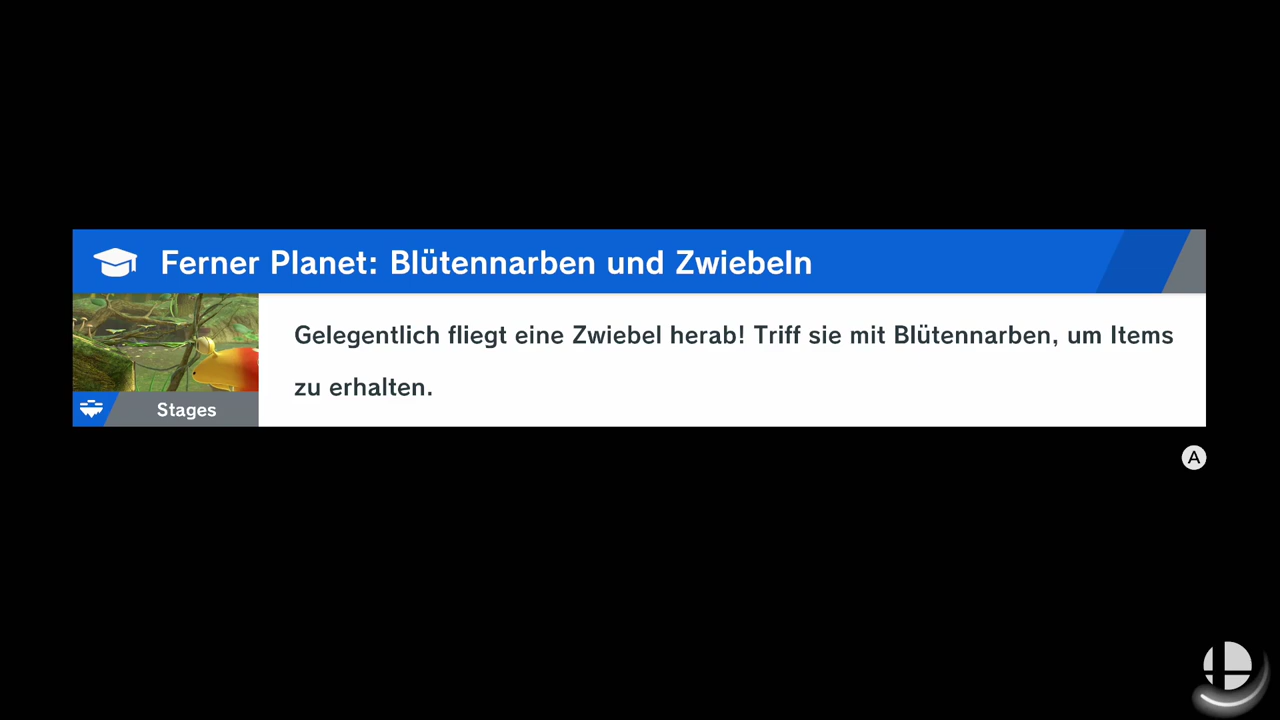 Ferner Planet: Blütennarben und Zwiebeln
Gelegentlich fliegt eine Zwiebel herab! Triff sie mit Blütennarben, um Items
zu erhalten.
Stages
A